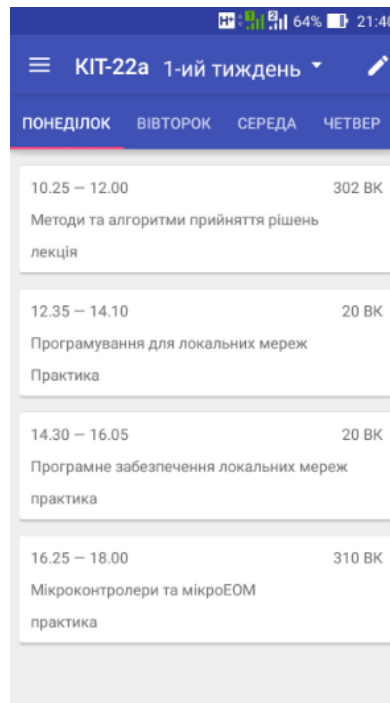 64% 21:40
КІТ-22а 1-ий тиждень
ПОНЕДІЛОК ВІВТОРОК СЕРЕДА ЧЕТВЕР
10.25 — 12.00 302 ВК
Методи та алгоритми прийняття рішень
лекція
12.35 — 14.10 20 ВК
Програмування для локальних мереж
Практика
14.30 — 16.05 20 ВК
Програмне забезпечення локальних мереж
практика
16.25 — 18.00 310 ВК
Мікроконтролери та мікроЕОМ
практика